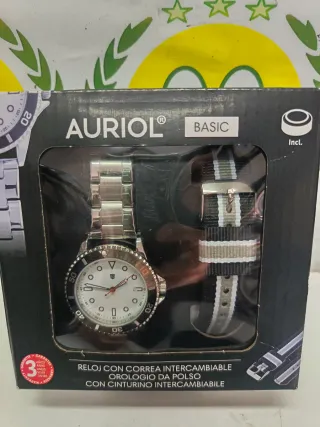 AURIOL®
BASIC
Incl.
3
RELOJ CON CORREA INTERCAMBIABLE
OROLOGIO DA POLSO
CON CINTURINO INTERCAMBIABILE